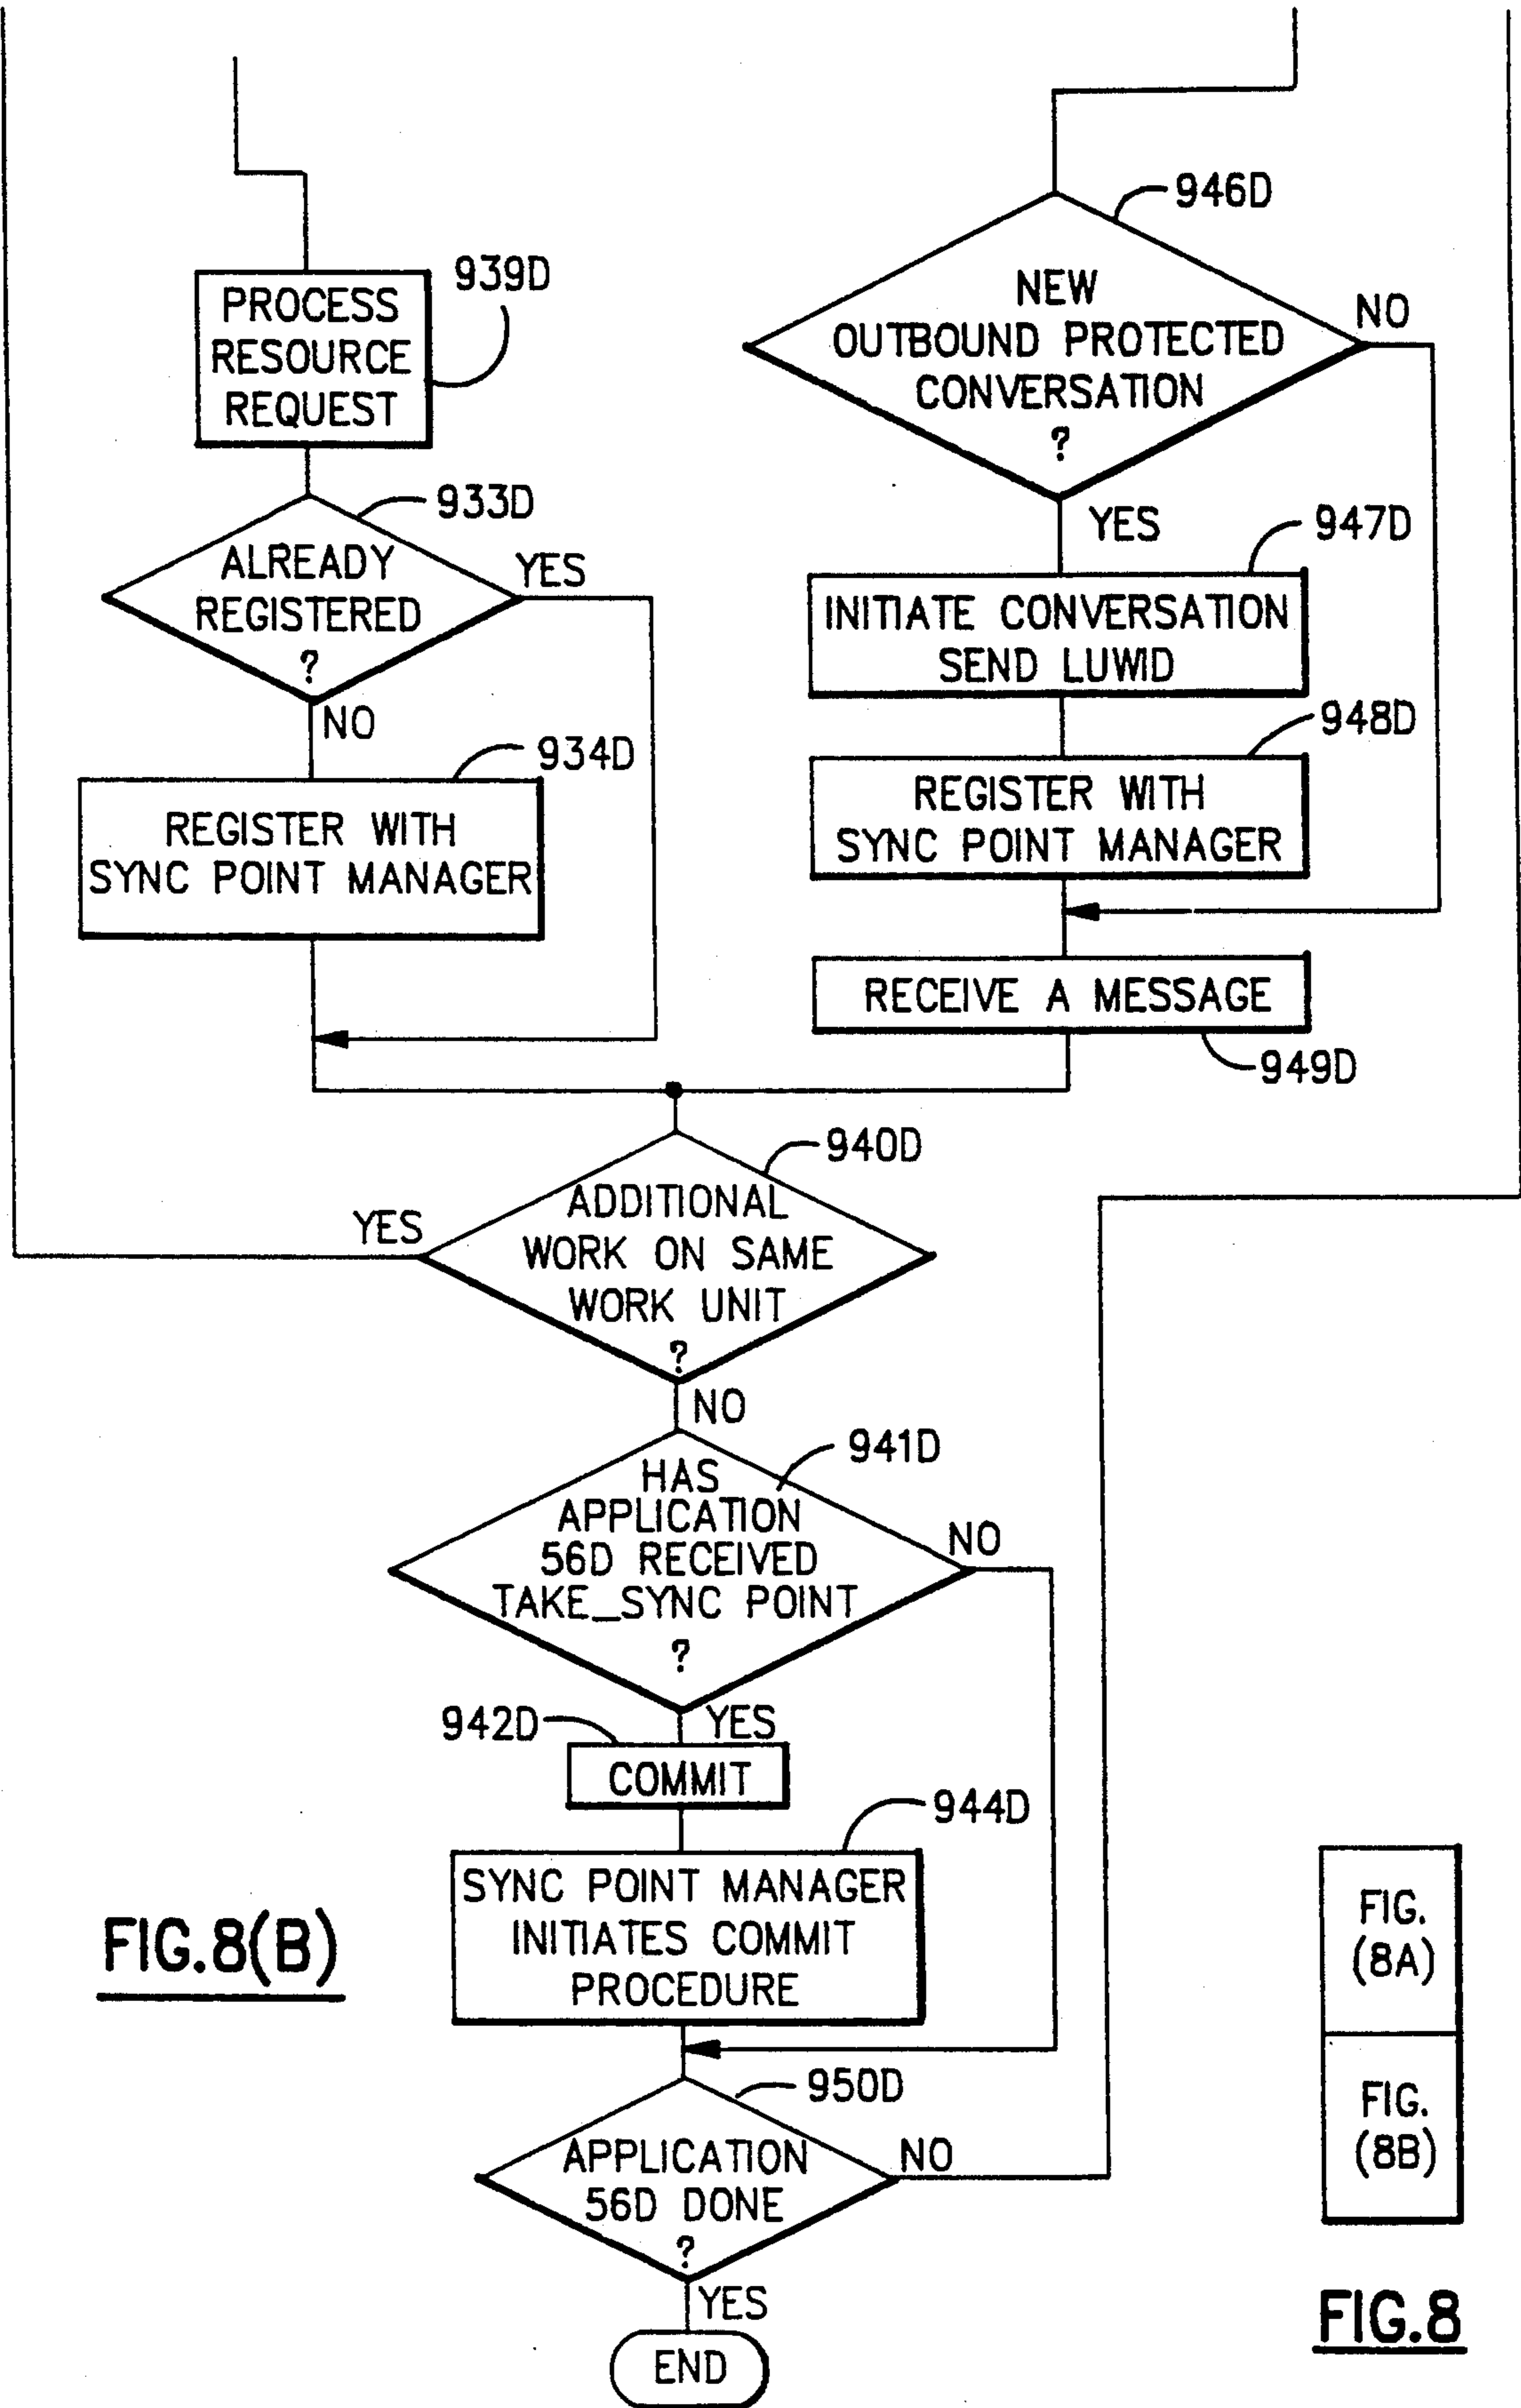 939D
PROCESS
RESOURCE
REQUEST
933D
ALREADY
REGISTERED
?
YES
NO
934D
REGISTER WITH
SYNC POINT MANAGER
946D
NEW
OUTBOUND PROTECTED
CONVERSATION
?
NO
YES
947D
INITIATE CONVERSATION
SEND LUWID
948D
REGISTER WITH
SYNC POINT MANAGER
RECEIVE A MESSAGE
949D
940D
ADDITIONAL
WORK ON SAME
WORK UNIT
?
YES
NO
941D
HAS
APPLICATION
56D RECEIVED
TAKE_SYNC POINT
?
NO
YES
942D
COMMIT
944D
SYNC POINT MANAGER
INITIATES COMMIT
PROCEDURE
950D
APPLICATION
56D DONE
?
NO
YES
END
FIG.8(B)
FIG.
(8A)
FIG.
(8B)
FIG.8